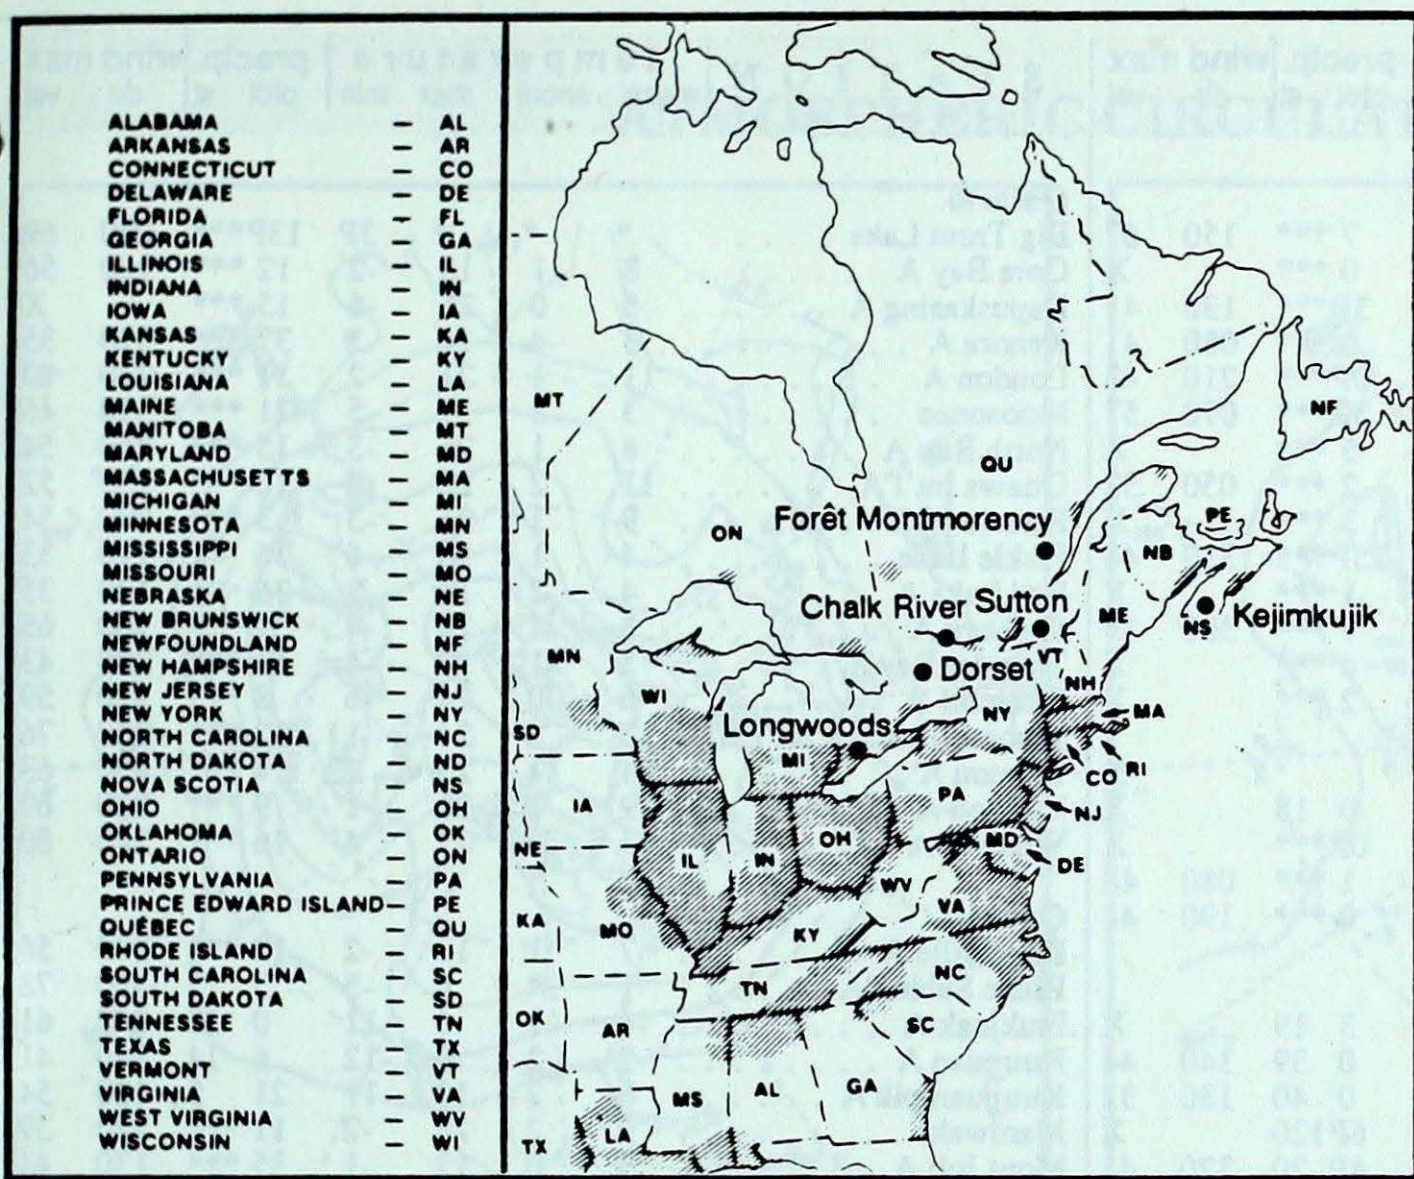 ALABAMA – AL
ARKANSAS – AR
CONNECTICUT – CO
DELAWARE – DE
FLORIDA – FL
GEORGIA – GA
ILLINOIS – IL
INDIANA – IN
IOWA – IA
KANSAS – KA
KENTUCKY – KY
LOUISIANA – LA
MAINE – ME
MANITOBA – MT
MARYLAND – MD
MASSACHUSETTS – MA
MICHIGAN – MI
MINNESOTA – MN
MISSISSIPPI – MS
MISSOURI – MO
NEBRASKA – NE
NEW BRUNSWICK – NB
NEWFOUNDLAND – NF
NEW HAMPSHIRE – NH
NEW JERSEY – NJ
NEW YORK – NY
NORTH CAROLINA – NC
NORTH DAKOTA – ND
NOVA SCOTIA – NS
OHIO – OH
OKLAHOMA – OK
ONTARIO – ON
PENNSYLVANIA – PA
PRINCE EDWARD ISLAND – PE
QUÉBEC – QU
RHODE ISLAND – RI
SOUTH CAROLINA – SC
SOUTH DAKOTA – SD
TENNESSEE – TN
TEXAS – TX
VERMONT – VT
VIRGINIA – VA
WEST VIRGINIA – WV
WISCONSIN – WI
MT
NF
QU
Forêt Montmorency
PE
ON
NB
Chalk River
Sutton
ME
NS
Kejimkujik
MN
VT
Dorset
NH
WI
NY
MA
SD
Longwoods
MI
CO
RI
IA
PA
NJ
NE
IL
IN
OH
MD
DE
WV
KA
MO
KY
VA
TN
NC
OK
AR
SC
MS
AL
GA
TX
LA